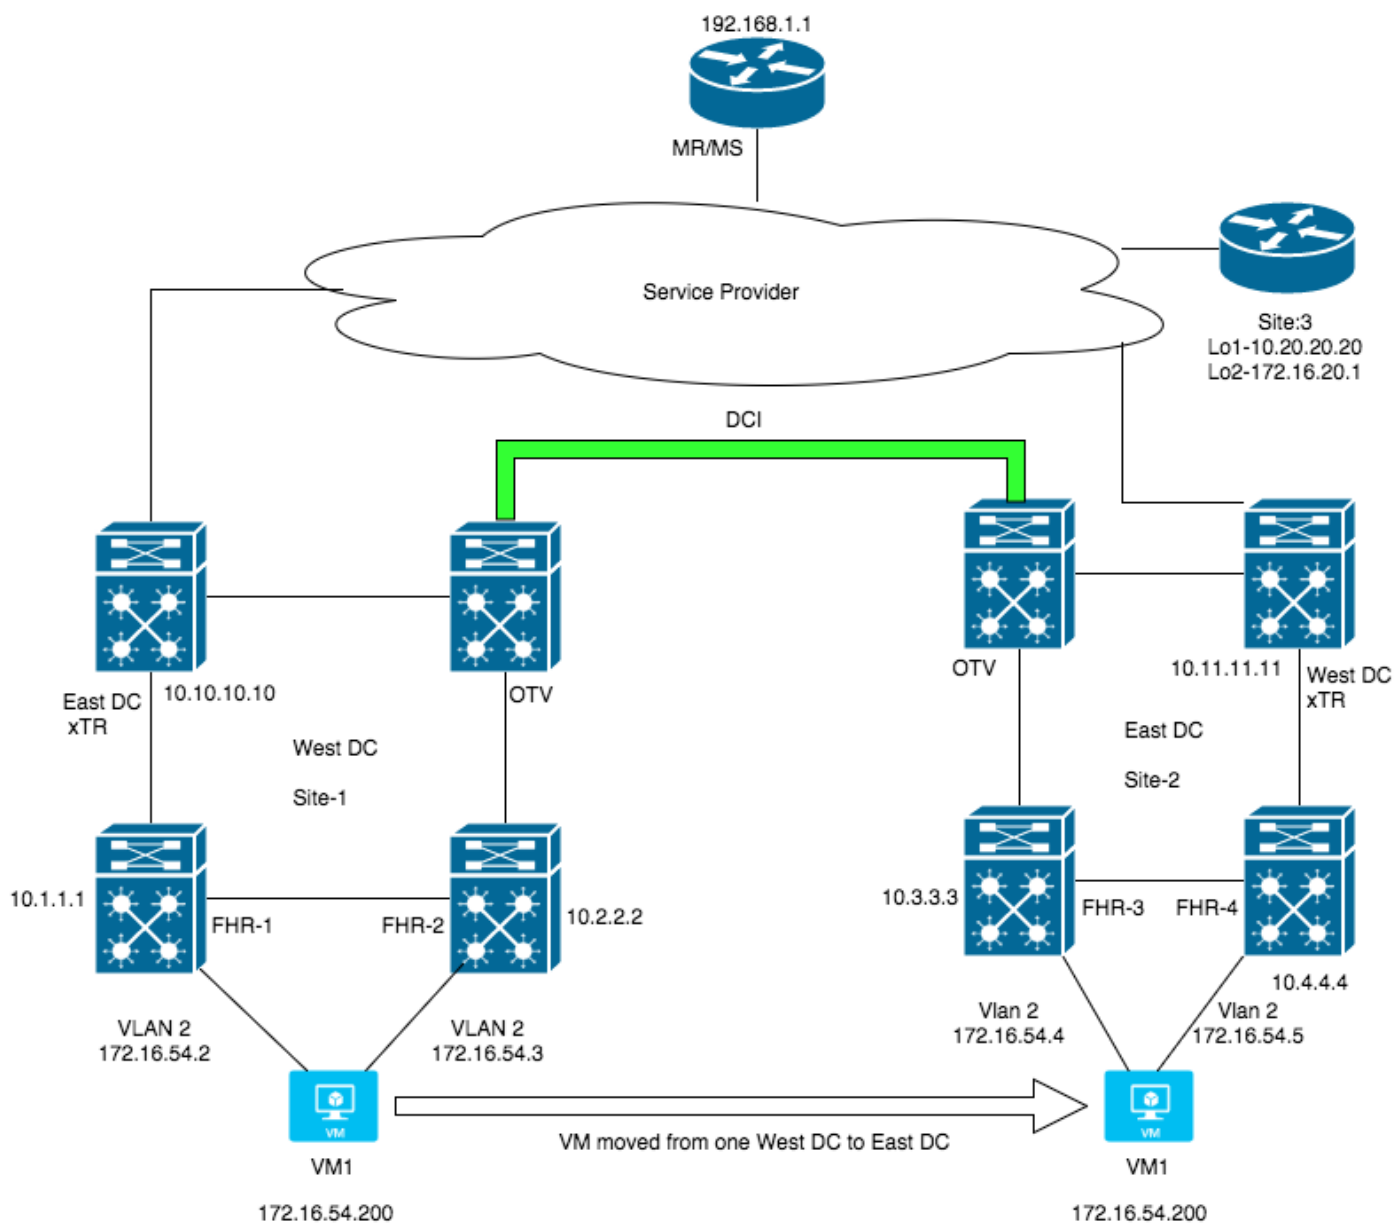 192.168.1.1
MR/MS
Service Provider
Site:3
Lo1-10.20.20.20
Lo2-172.16.20.1
DCI
East DC
xTR
10.10.10.10
OTV
West DC
Site-1
OTV
10.11.11.11
West DC
xTR
East DC
Site-2
10.1.1.1
FHR-1
FHR-2
10.2.2.2
10.3.3.3
FHR-3
FHR-4
10.4.4.4
VLAN 2
172.16.54.2
VLAN 2
172.16.54.3
Vlan 2
172.16.54.4
Vlan 2
172.16.54.5
VM
VM
VM moved from one West DC to East DC
VM1
172.16.54.200
VM1
172.16.54.200